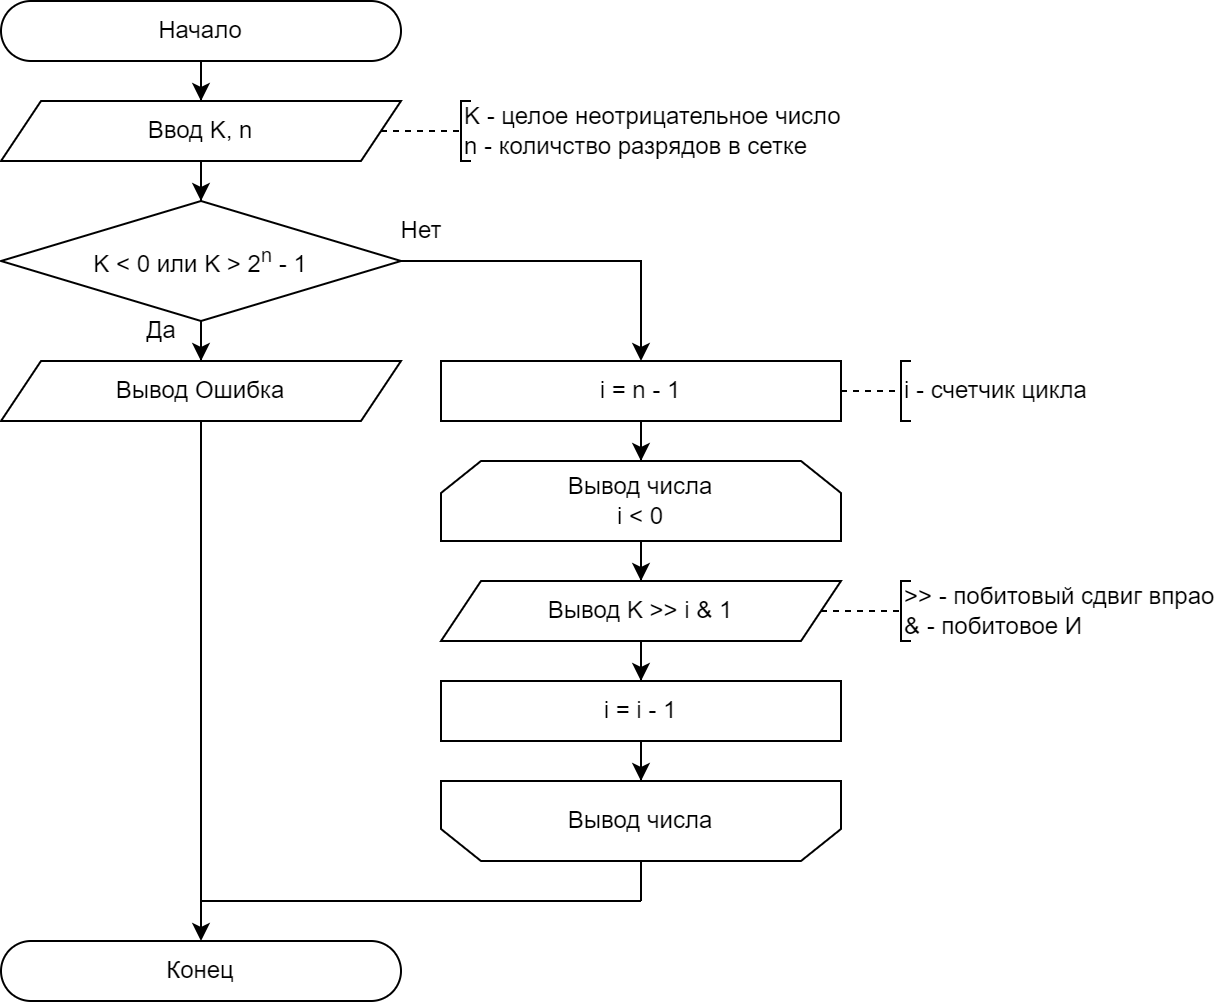 Начало
Ввод K, n
K - целое неотрицательное число
n - количство разрядов в сетке
K < 0 или K > 2ⁿ - 1
Нет
Да
Вывод Ошибка
i = n - 1
i - счетчик цикла
Вывод числа
i < 0
Вывод K >> i & 1
>> - побитовый сдвиг впрао
& - побитовое И
i = i - 1
Вывод числа
Конец